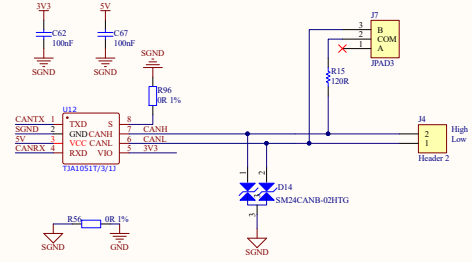 3V3
5V
C62
100nF
C67
100nF
SGND
SGND
SGND
R96
0R 1%
J7
3 B
2 COM
1 A
JPAD3
R15
120R
U12
CANTX 1 TXD S 8
SGND 2 GND CANH 7 CANH
5V 3 VCC CANL 6 CANL
CANRX 4 RXD VIO 5 3V3
TJA1051T/3/1J
J4
2 High
1 Low
Header 2
1 2
D14
SM24CANB-02HTG
3
SGND
R56 0R 1%
SGND GND